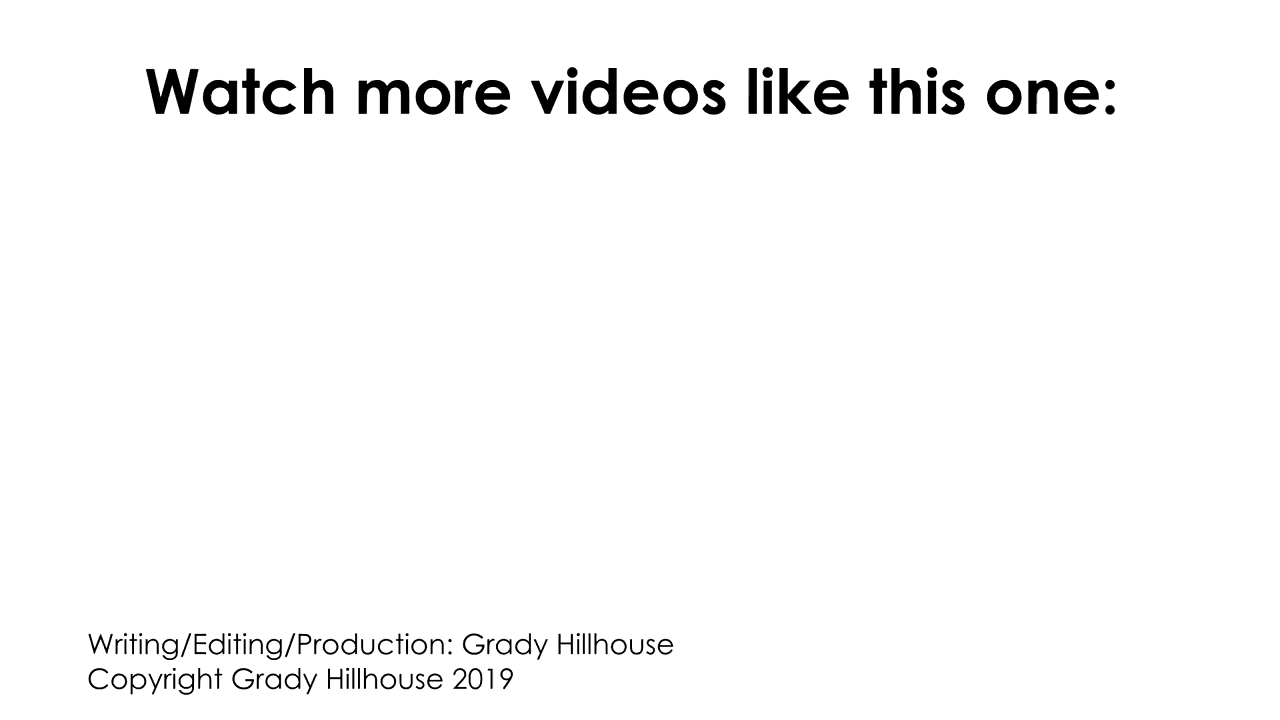 Watch more videos like this one:
Writing/Editing/Production: Grady Hillhouse
Copyright Grady Hillhouse 2019